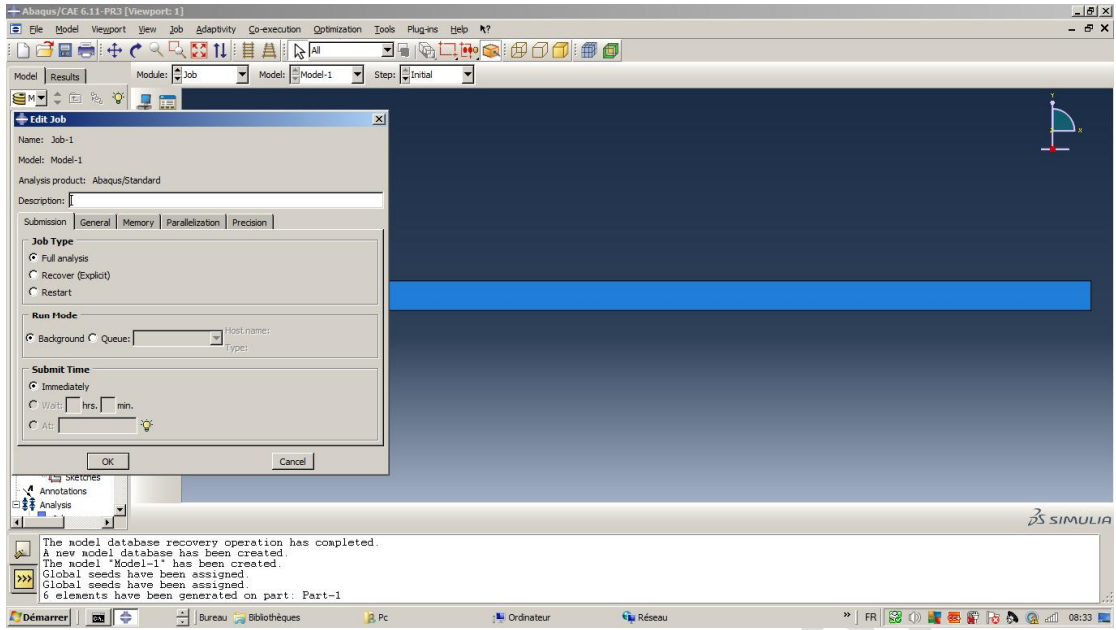 Abaqus/CAE 6.11-PR3 [Viewport: 1]
File Model Viewport View Job Adaptivity Co-execution Optimization Tools Plug-ins Help
All
Model Results Module: Job Model: Model-1 Step: Initial
M
Edit Job
Name: Job-1
Model: Model-1
Analysis product: Abaqus/Standard
Description:
Submission General Memory Parallelization Precision
Job Type
Full analysis
Recover (Explicit)
Restart
Run Mode
Background Queue: Host name:
Type:
Submit Time
Immediately
Wait: hrs. min.
At:
OK Cancel
Sketches
Annotations
Analysis
Y
X
SIMULIA
The model database recovery operation has completed.
A new model database has been created.
The model "Model-1" has been created.
Global seeds have been assigned.
Global seeds have been assigned.
6 elements have been generated on part: Part-1
Démarrer Bureau Bibliothèques Pc Ordinateur Réseau » FR 08:33